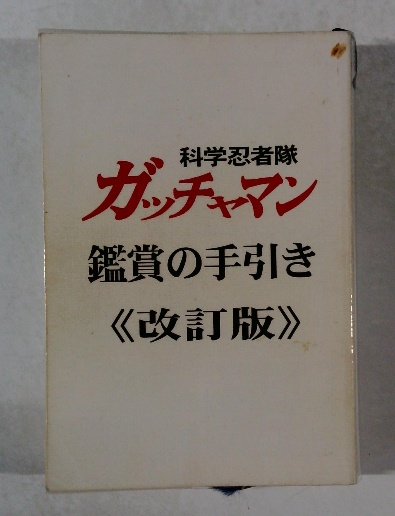 科学忍者隊
ガッチャマン
鑑賞の手引き
《改訂版》